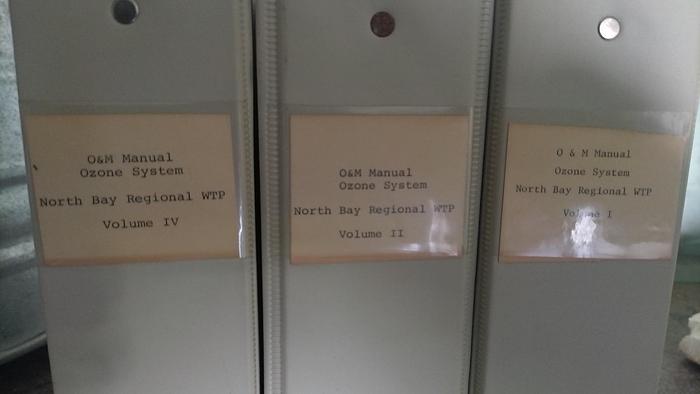 O&M Manual
Ozone System
North Bay Regional WTP
Volume IV
O&M Manual
Ozone System
North Bay Regional WTP
Volume II
O & M Manual
Ozone System
North Bay Regional WTP
Volume I